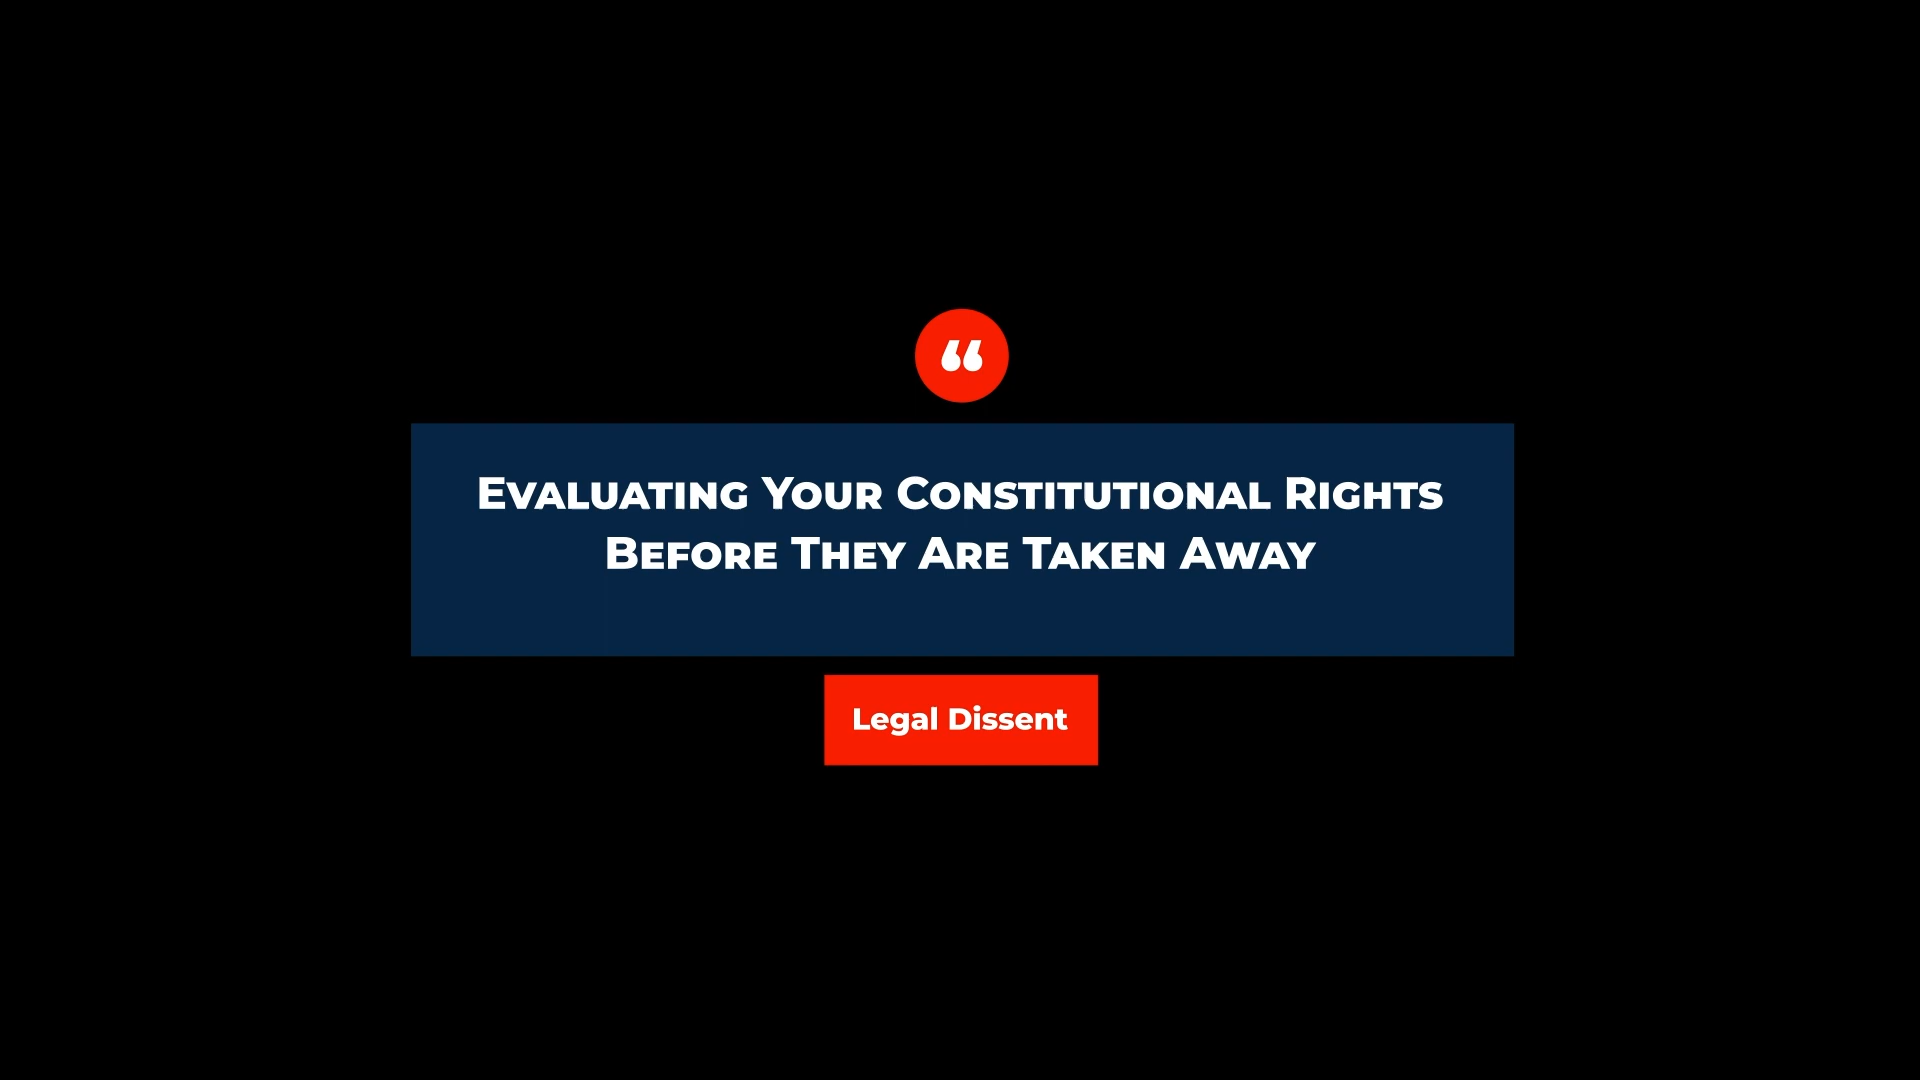 “
Evaluating Your Constitutional Rights
Before They Are Taken Away
Legal Dissent